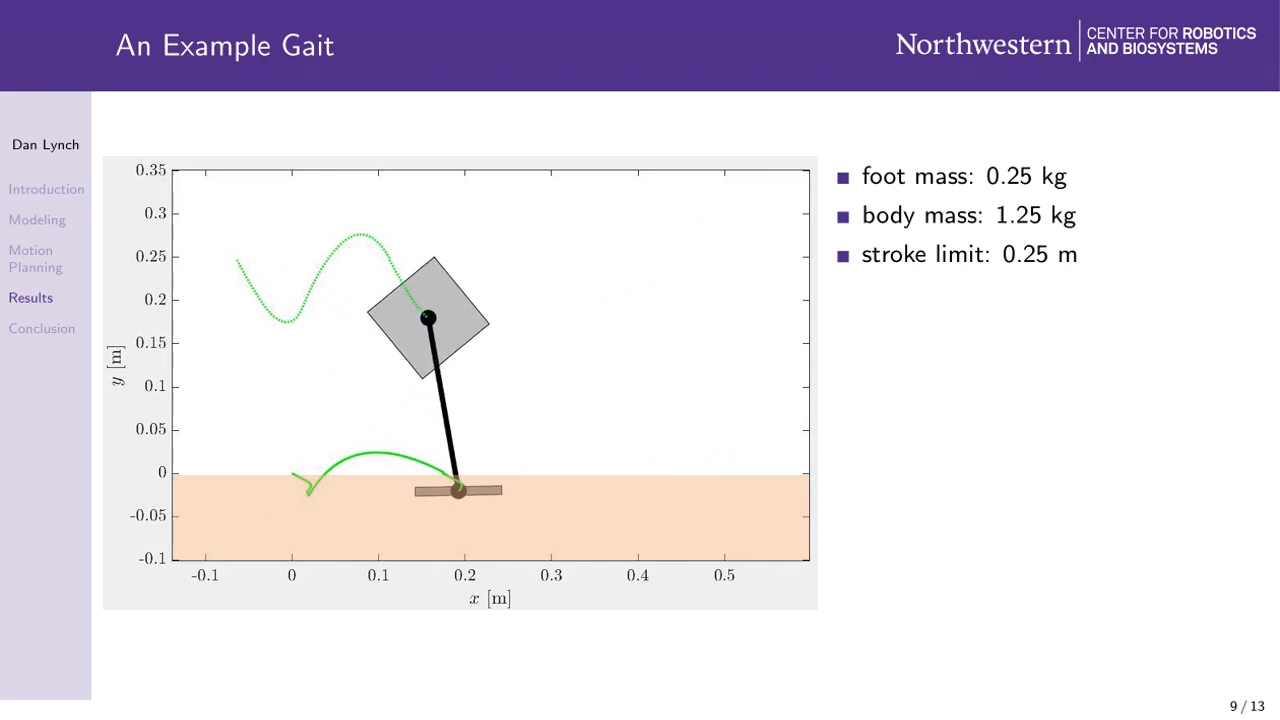 An Example Gait
Northwestern
CENTER FOR ROBOTICS
AND BIOSYSTEMS
Dan Lynch
Introduction
Modeling
Motion
Planning
Results
Conclusion
0.35
0.3
0.25
0.2
0.15
0.1
0.05
0
-0.05
-0.1
y [m]
-0.1 0 0.1 0.2 0.3 0.4 0.5
x [m]
foot mass: 0.25 kg
body mass: 1.25 kg
stroke limit: 0.25 m
9 / 13